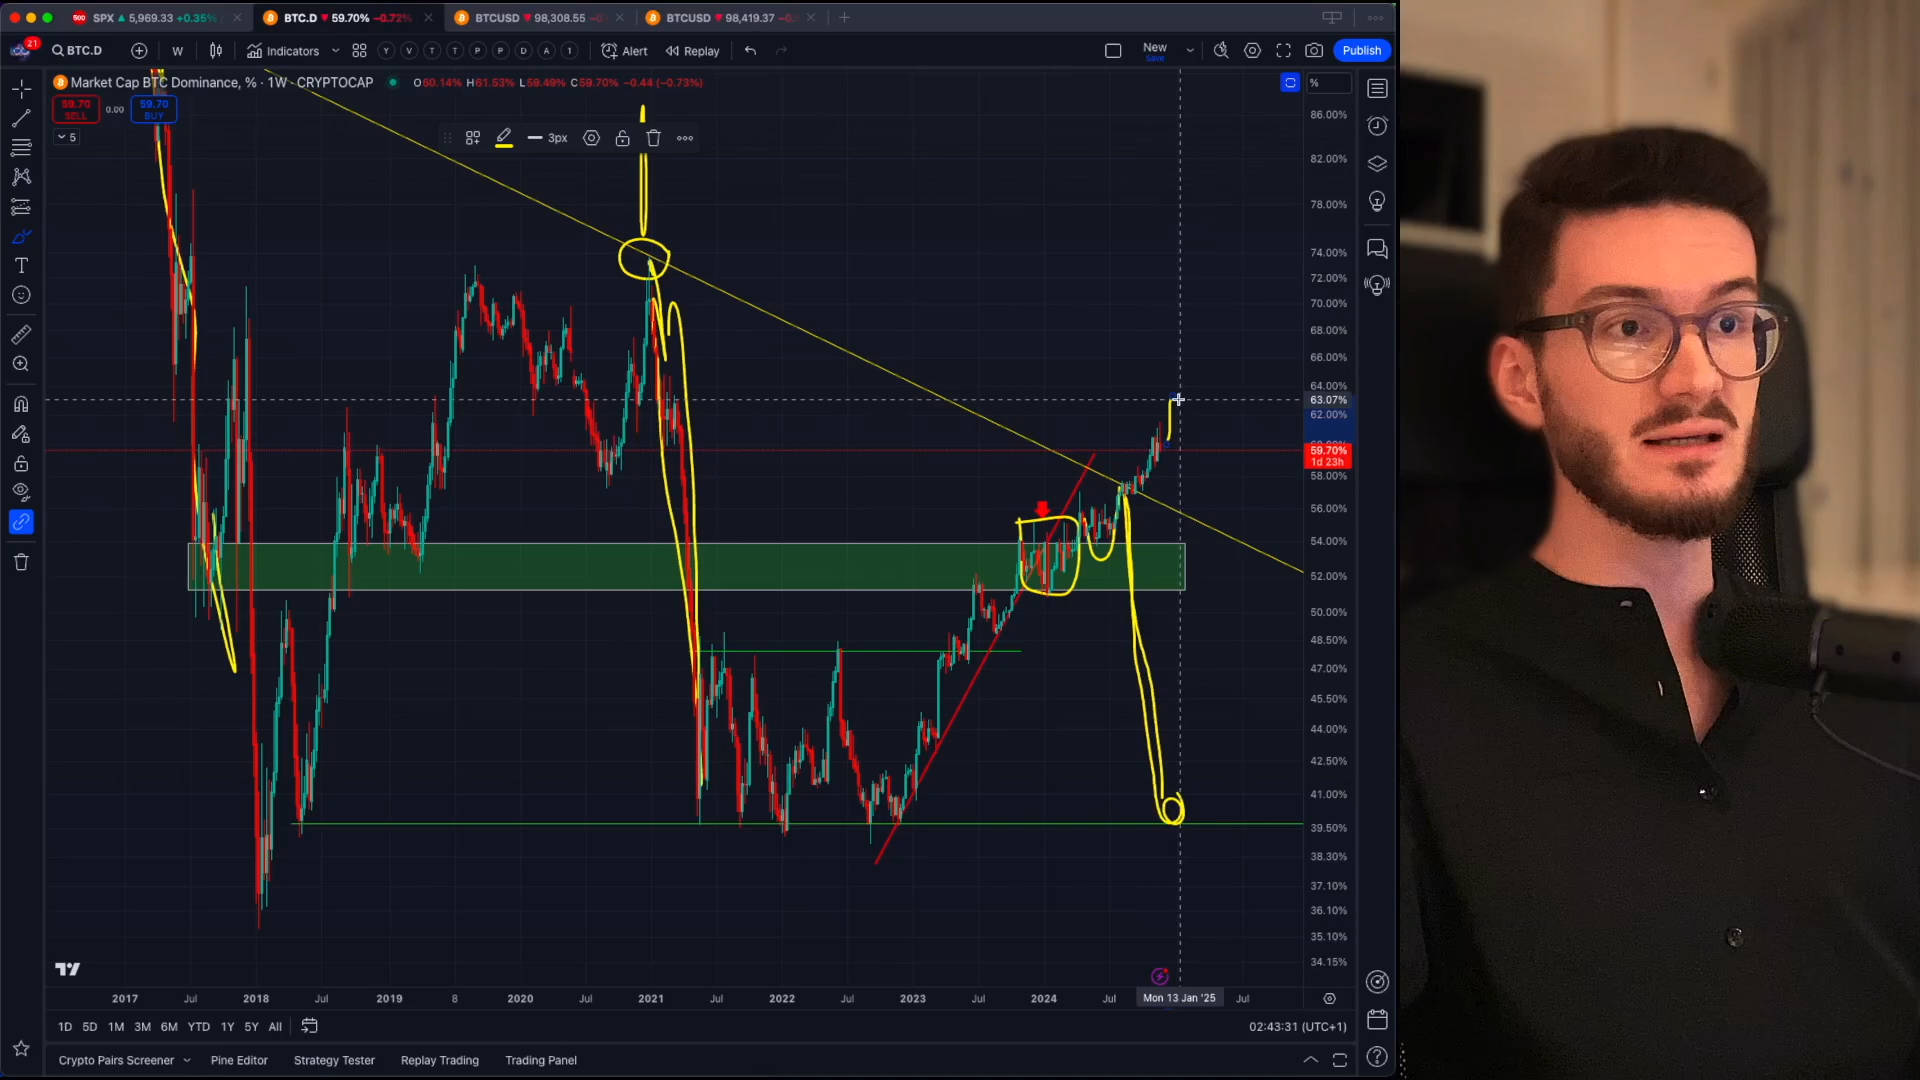 500 SPX 5,969.33 +0.35%
BTC.D 59.70% −0.72%
BTCUSD 98,308.55
BTCUSD 98,419.37
21
BTC.D
W
Indicators
Y
V
T
T
P
P
D
A
1
Alert
Replay
New
Save
Publish
Market Cap BTC Dominance, % · 1W · CRYPTOCAP
O60.14% H61.53% L59.49% C59.70% −0.44 (−0.73%)
%
59.70
SELL
0.00
59.70
BUY
5
3px
86.00%
82.00%
78.00%
74.00%
72.00%
70.00%
68.00%
66.00%
64.00%
63.07%
62.00%
59.70%
1d 23h
58.00%
56.00%
54.00%
52.00%
50.00%
48.50%
47.00%
45.50%
44.00%
42.50%
41.00%
39.50%
38.30%
37.10%
36.10%
35.10%
34.15%
2017
Jul
2018
Jul
2019
8
2020
Jul
2021
Jul
2022
Jul
2023
Jul
2024
Jul
Mon 13 Jan '25
Jul
1D
5D
1M
3M
6M
YTD
1Y
5Y
All
02:43:31 (UTC+1)
Crypto Pairs Screener
Pine Editor
Strategy Tester
Replay Trading
Trading Panel